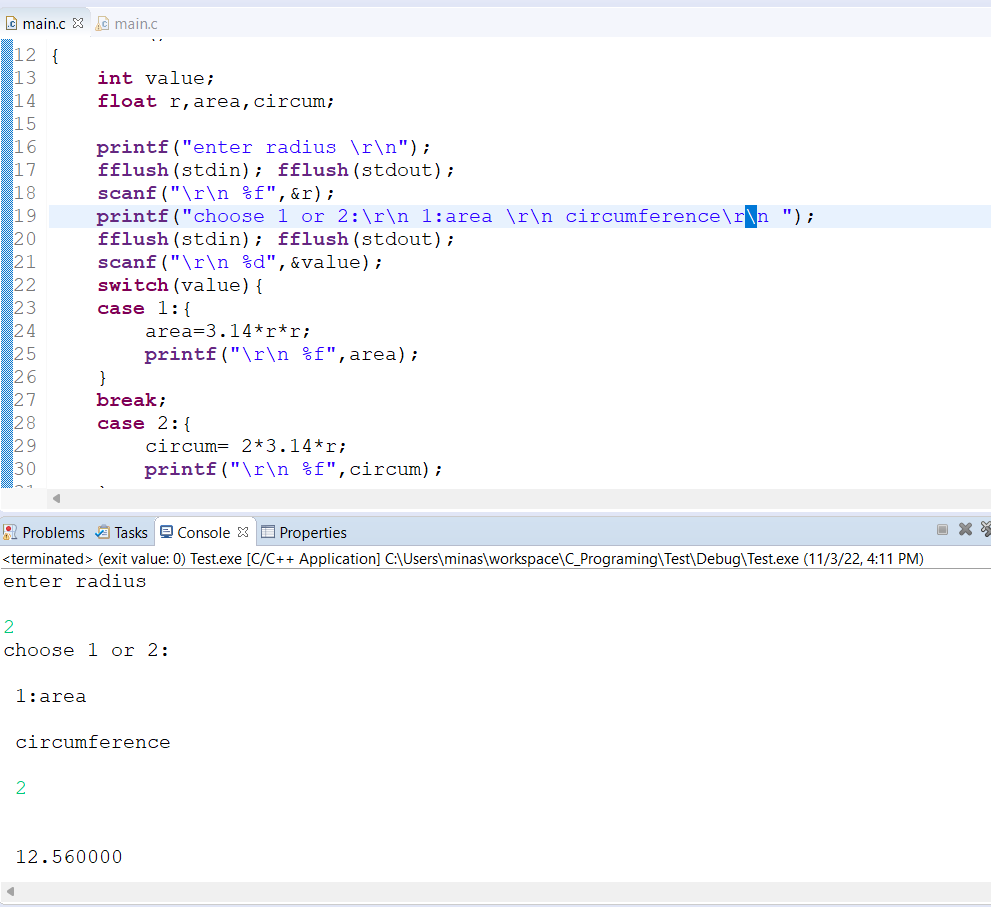 main.c main.c
12 {
13 int value;
14 float r,area,circum;
15
16 printf("enter radius \r\n");
17 fflush(stdin); fflush(stdout);
18 scanf("\r\n %f",&r);
19 printf("choose 1 or 2:\r\n 1:area \r\n circumference\r\n ");
20 fflush(stdin); fflush(stdout);
21 scanf("\r\n %d",&value);
22 switch(value){
23 case 1:{
24 area=3.14*r*r;
25 printf("\r\n %f",area);
26 }
27 break;
28 case 2:{
29 circum= 2*3.14*r;
30 printf("\r\n %f",circum);
Problems Tasks Console Properties
<terminated> (exit value: 0) Test.exe [C/C++ Application] C:\Users\minas\workspace\C_Programing\Test\Debug\Test.exe (11/3/22, 4:11 PM)
enter radius
2
choose 1 or 2:
1:area
circumference
2
12.560000